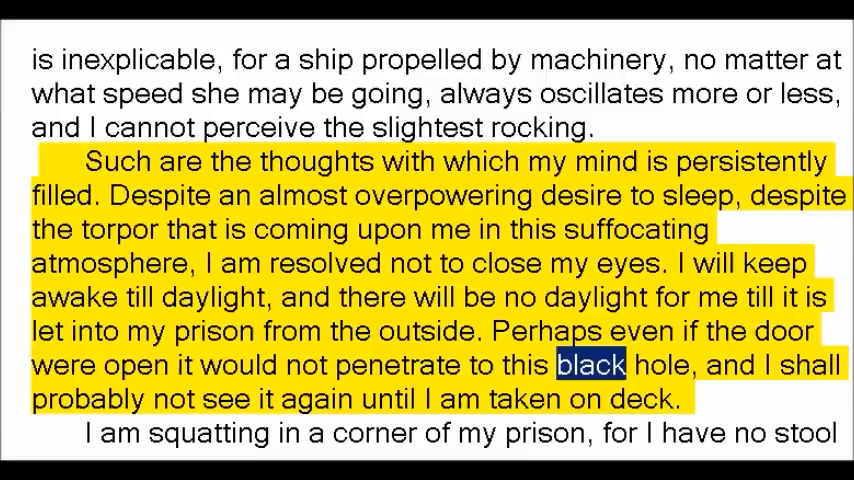 is inexplicable, for a ship propelled by machinery, no matter at
what speed she may be going, always oscillates more or less,
and I cannot perceive the slightest rocking.
Such are the thoughts with which my mind is persistently
filled. Despite an almost overpowering desire to sleep, despite
the torpor that is coming upon me in this suffocating
atmosphere, I am resolved not to close my eyes. I will keep
awake till daylight, and there will be no daylight for me till it is
let into my prison from the outside. Perhaps even if the door
were open it would not penetrate to this black hole, and I shall
probably not see it again until I am taken on deck.
I am squatting in a corner of my prison, for I have no stool